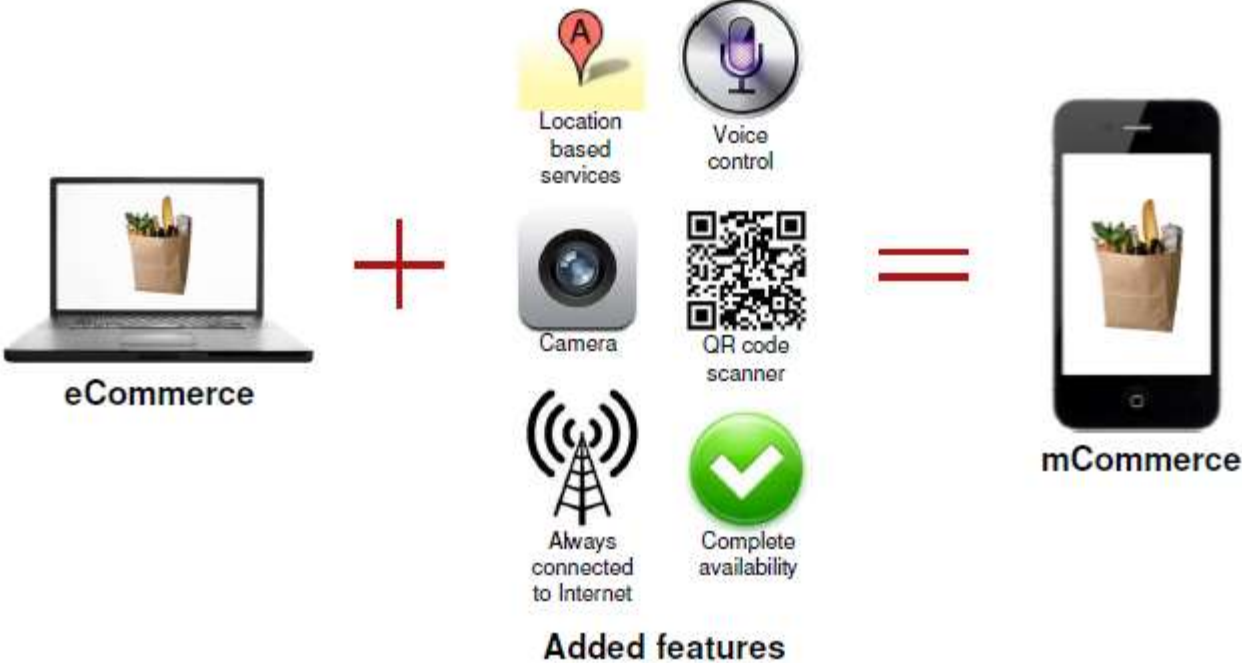 A
Location
based
services
Voice
control
eCommerce
Camera
QR code
scanner
mCommerce
Always
connected
to Internet
Complete
availability
Added features